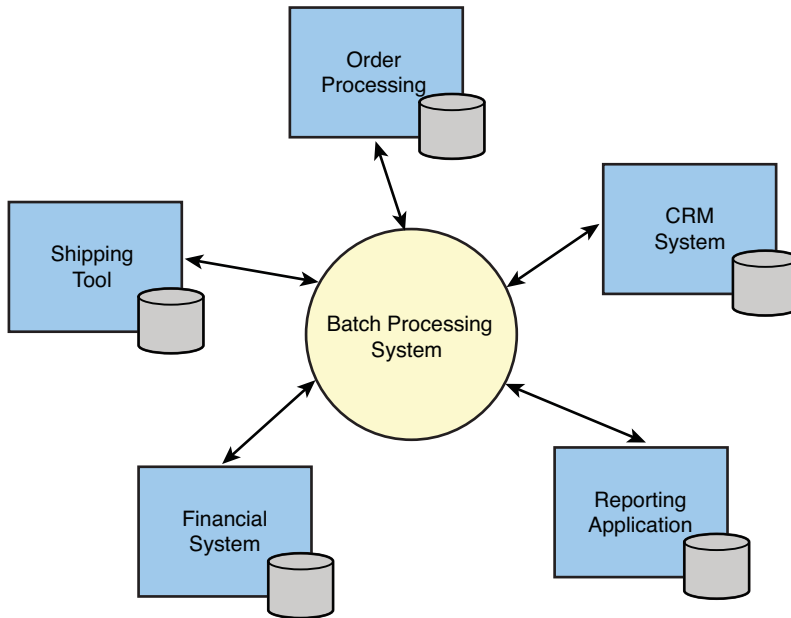 Order
Processing
CRM
System
Shipping
Tool
Batch Processing
System
Financial
System
Reporting
Application